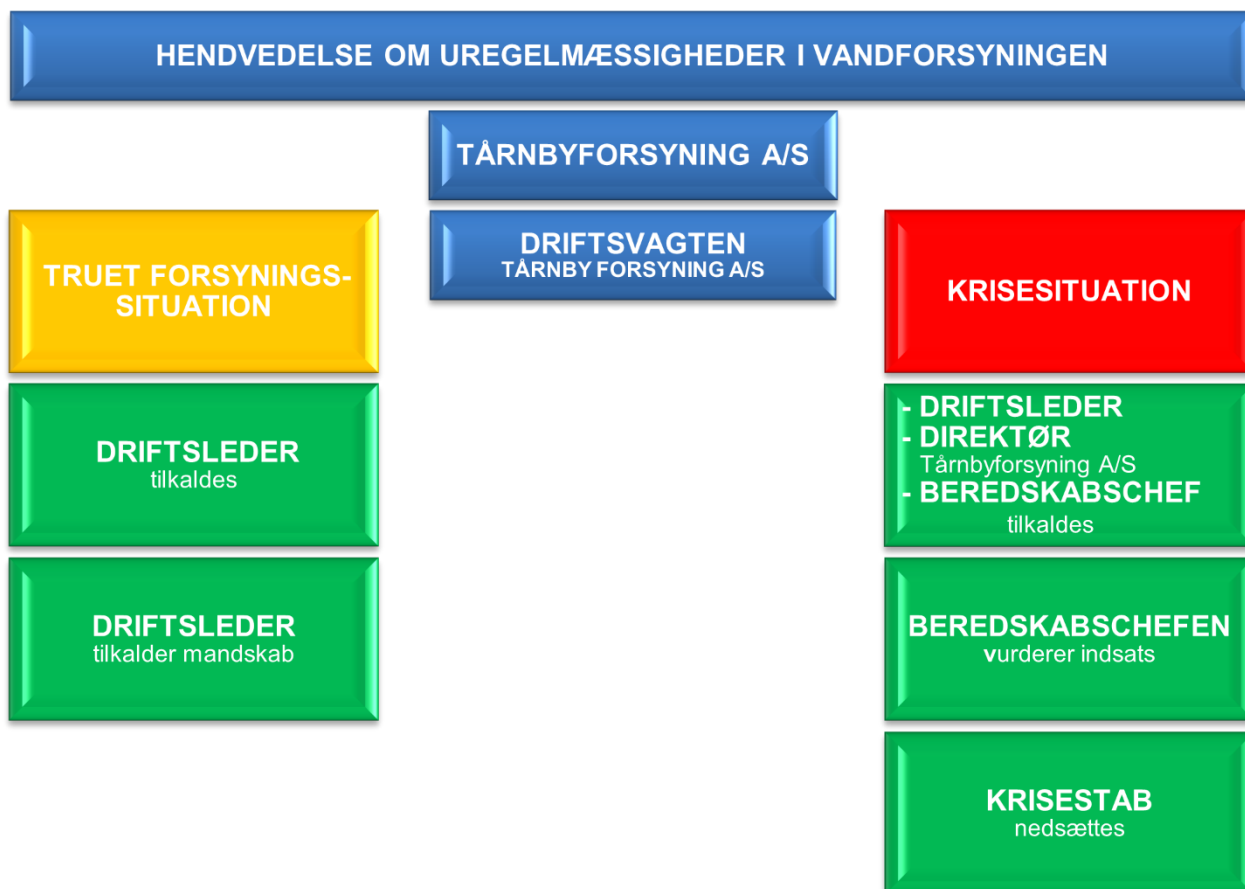 HENDVEDELSE OM UREGELMÆSSIGHEDER I VANDFORSYNINGEN
TÅRNBYFORSYNING A/S
DRIFTSVAGTEN
TÅRNBY FORSYNING A/S
TRUET FORSYNINGS-
SITUATION
DRIFTSLEDER
tilkaldes
DRIFTSLEDER
tilkalder mandskab
KRISESITUATION
- DRIFTSLEDER
- DIREKTØR
Tårnbyforsyning A/S
- BEREDSKABSCHEF
tilkaldes
BEREDSKABSCHEFEN
vurderer indsats
KRISESTAB
nedsættes